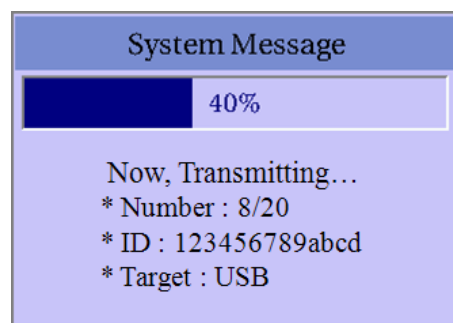 System Message
40%
Now, Transmitting...
* Number : 8/20
* ID : 123456789abcd
* Target : USB